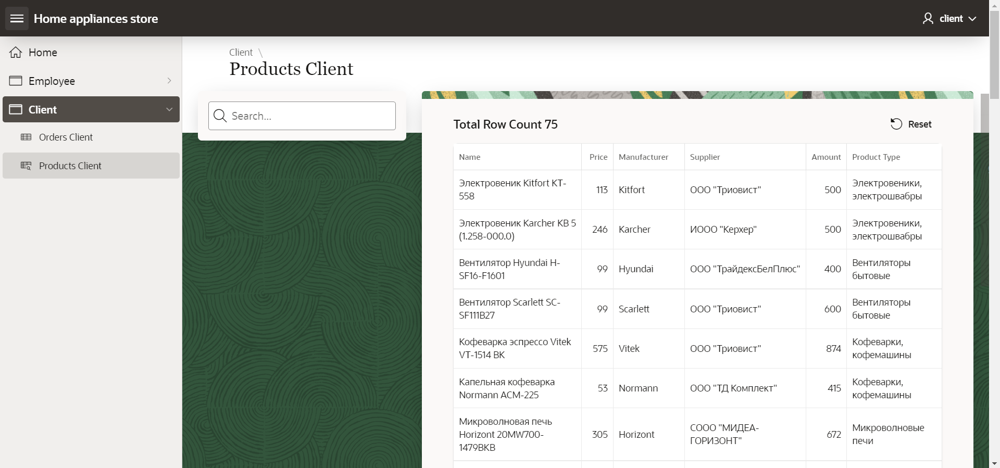 Home appliances store
client
Home
Employee
Client
Orders Client
Products Client
Client \
Products Client
Search...
Total Row Count 75
Reset
Name Price Manufacturer Supplier Amount Product Type
Электровеник Kitfort KT-
558
113 Kitfort ООО "Триовист" 500
Электровеники,
электрошвабры
Электровеник Karcher KB 5
(1.258-000.0)
246 Karcher ИООО "Керхер" 500
Электровеники,
электрошвабры
Вентилятор Hyundai H-
SF16-F1601
99 Hyundai ООО "ТрайдексБелПлюс" 400
Вентиляторы
бытовые
Вентилятор Scarlett SC-
SF111B27
99 Scarlett ООО "Триовист" 600
Вентиляторы
бытовые
Кофеварка эспрессо Vitek
VT-1514 BK
575 Vitek ООО "Триовист" 874
Кофеварки,
кофемашины
Капельная кофеварка
Normann ACM-225
53 Normann ООО "ТД Комплект" 415
Кофеварки,
кофемашины
Микроволновая печь
Horizont 20MW700-
1479BKB
305 Horizont
СООО "МИДЕА-
ГОРИЗОНТ"
672
Микроволновые
печи